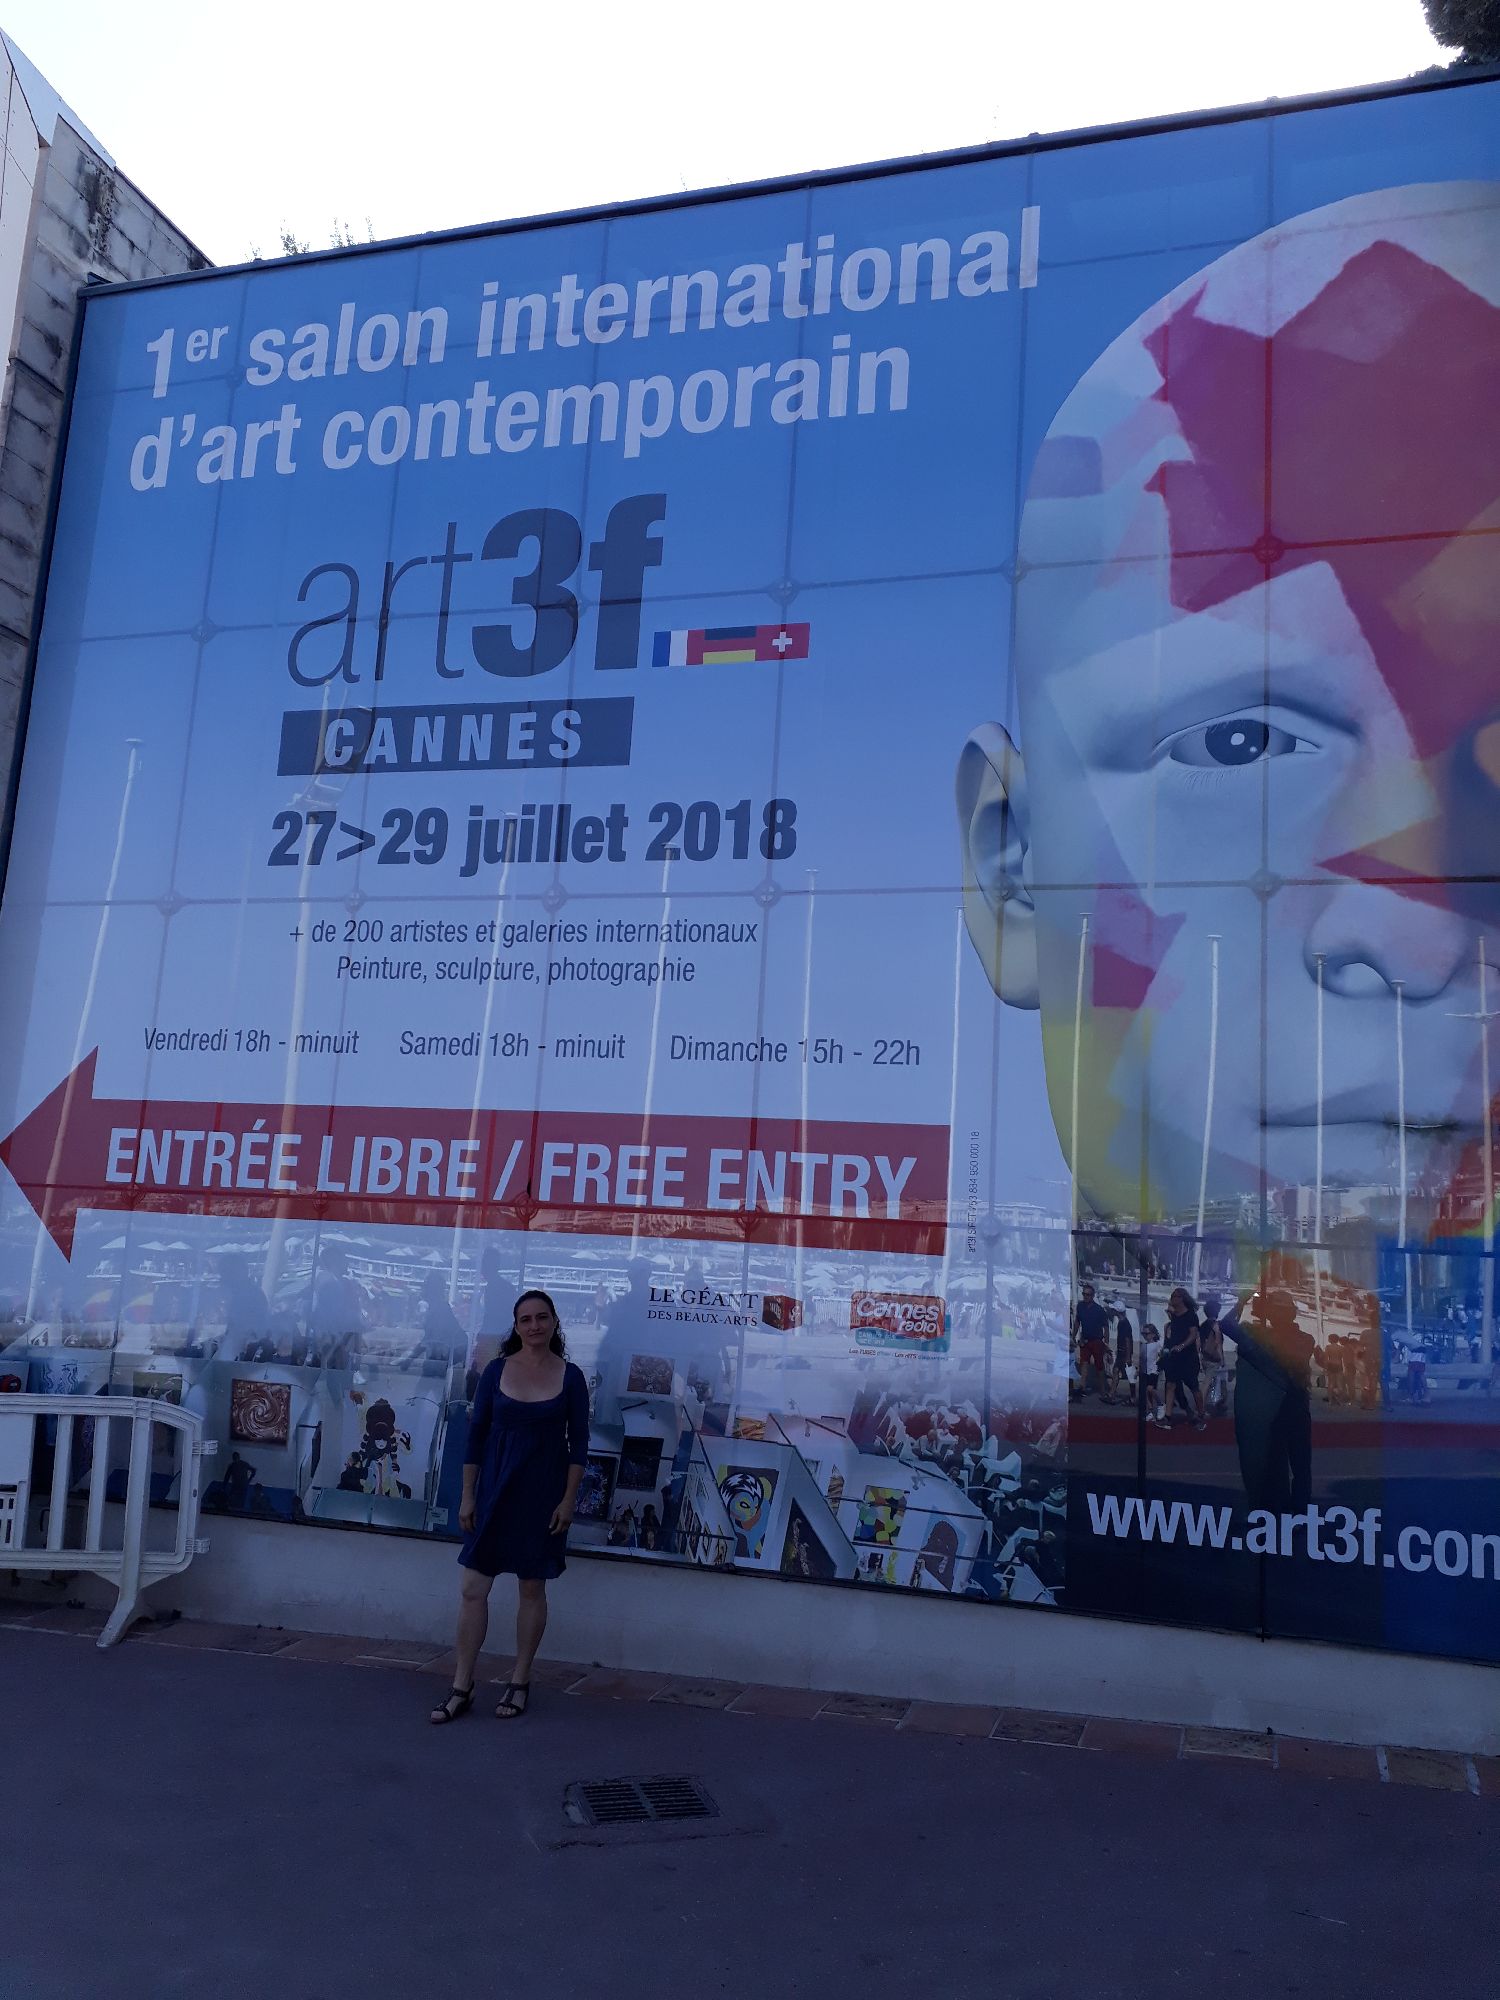 1er salon international
d'art contemporain
art3f
CANNES
27>29 juillet 2018
+ de 200 artistes et galeries internationaux
Peinture, sculpture, photographie
Vendredi 18h - minuit Samedi 18h - minuit Dimanche 15h - 22h
ENTRÉE LIBRE / FREE ENTRY
LE GÉANT
DES BEAUX-ARTS
Cannes
radio
www.art3f.com